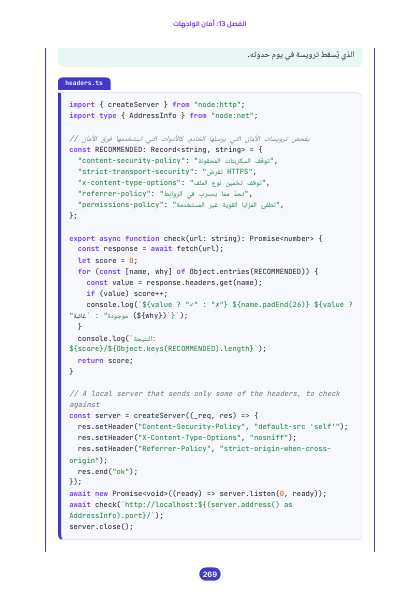 الفصل 13: أمان الواجهات
الذي يُسقط ترويسة في يوم حدوثه.
headers.ts
import { createServer } from "node:http";
import type { AddressInfo } from "node:net";
// يفحص ترويسات الأمان التي يرسلها الخادم، كالأدوات التي تستخدمها فرق الأمان
const RECOMMENDED: Record<string, string> = {
"content-security-policy": "توقف السكربتات المحقونة",
"strict-transport-security": "تفرض HTTPS",
"x-content-type-options": "توقف تخمين نوع الملف",
"referrer-policy": "تحدّ مما يتسرب في الروابط",
"permissions-policy": "تطفئ المزايا القوية غير المستخدمة",
};
export async function check(url: string): Promise<number> {
const response = await fetch(url);
let score = 0;
for (const [name, why] of Object.entries(RECOMMENDED)) {
const value = response.headers.get(name);
if (value) score++;
console.log(`${value ? "✓" : "✗"} ${name.padEnd(26)} ${value ?
"موجودة" : `غائبة (${why})`}`);
}
console.log(`النتيجة:
${score}/${Object.keys(RECOMMENDED).length}`);
return score;
}
// A local server that sends only some of the headers, to check
against
const server = createServer((_req, res) => {
res.setHeader("Content-Security-Policy", "default-src 'self'");
res.setHeader("X-Content-Type-Options", "nosniff");
res.setHeader("Referrer-Policy", "strict-origin-when-cross-
origin");
res.end("ok");
});
await new Promise<void>((ready) => server.listen(0, ready));
await check(`http://localhost:${(server.address() as
AddressInfo).port}/`);
server.close();
269